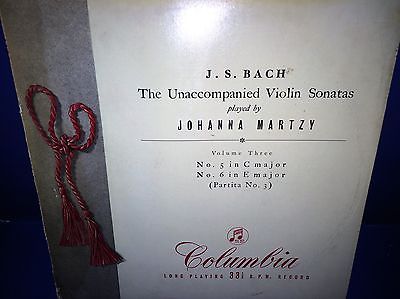 J. S. BACH
The Unaccompanied Violin Sonatas
played by
JOHANNA MARTZY
Volume Three
No. 5 in C major
No. 6 in E major
(Partita No. 3)
Columbia
LONG PLAYING 33⅓ R.P.M. RECORD